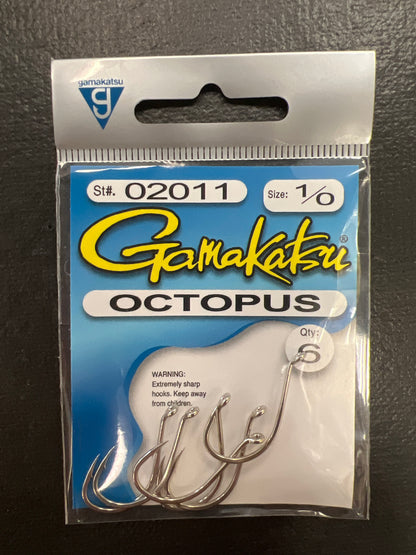 gamakatsu
St#. 02011
Size: 1/0
Gamakatsu®
OCTOPUS
Qty:
6
WARNING:
Extremely sharp
hooks. Keep away
from children.